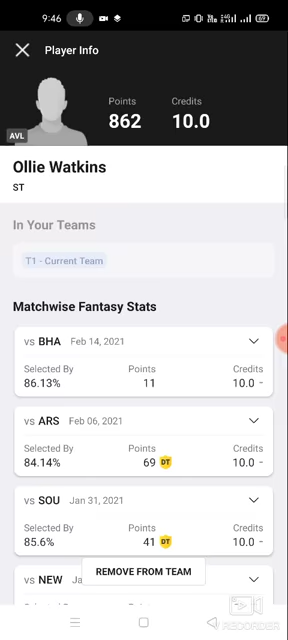 9:46 69
Player Info
Points Credits
862 10.0
AVL
Ollie Watkins
ST
In Your Teams
T1 - Current Team
Matchwise Fantasy Stats
vs BHA Feb 14, 2021
Selected By Points Credits
86.13% 11 10.0 -
vs ARS Feb 06, 2021
Selected By Points Credits
84.14% 69 DT 10.0 -
vs SOU Jan 31, 2021
Selected By Points Credits
85.6% 41 DT 10.0 -
REMOVE FROM TEAM
vs NEW
RECORDER